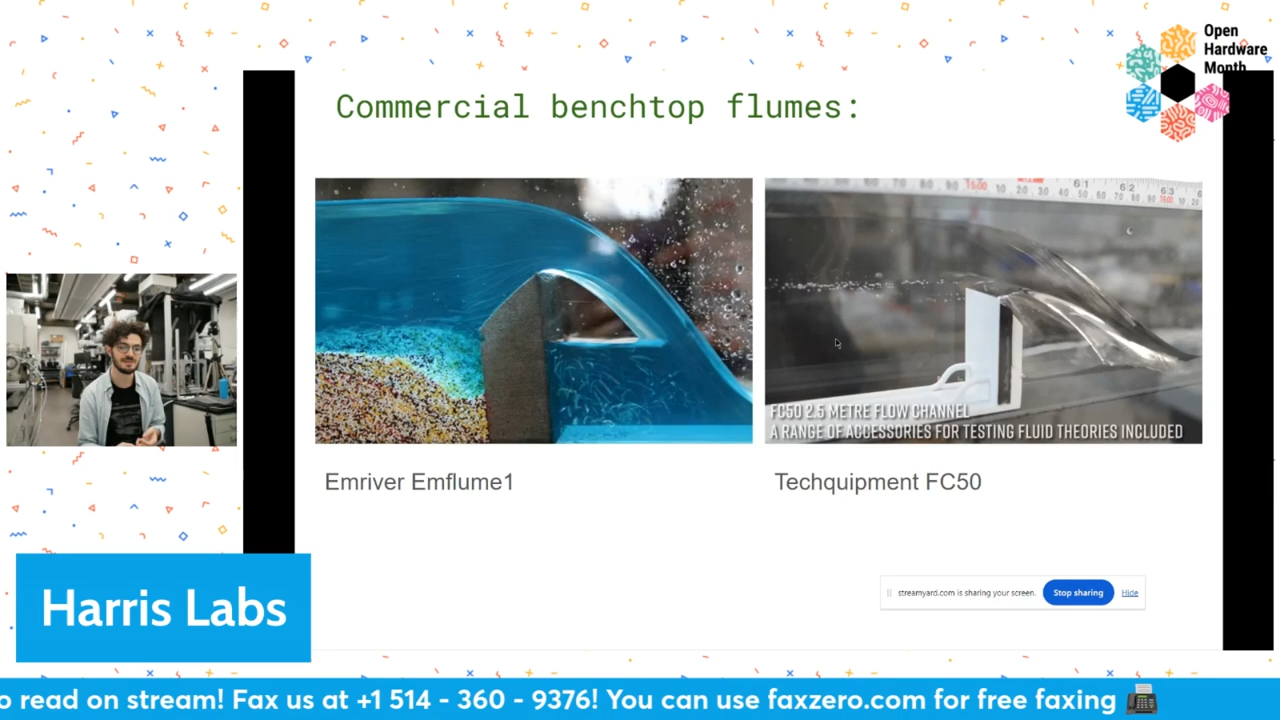 Open
Hardware
Month
Commercial benchtop flumes:
FC50 2.5 METRE FLOW CHANNEL
A RANGE OF ACCESSORIES FOR TESTING FLUID THEORIES INCLUDED
Emriver Emflume1
Techquipment FC50
streamyard.com is sharing your screen.
Stop sharing
Hide
Harris Labs
o read on stream! Fax us at +1 514 - 360 - 9376! You can use faxzero.com for free faxing